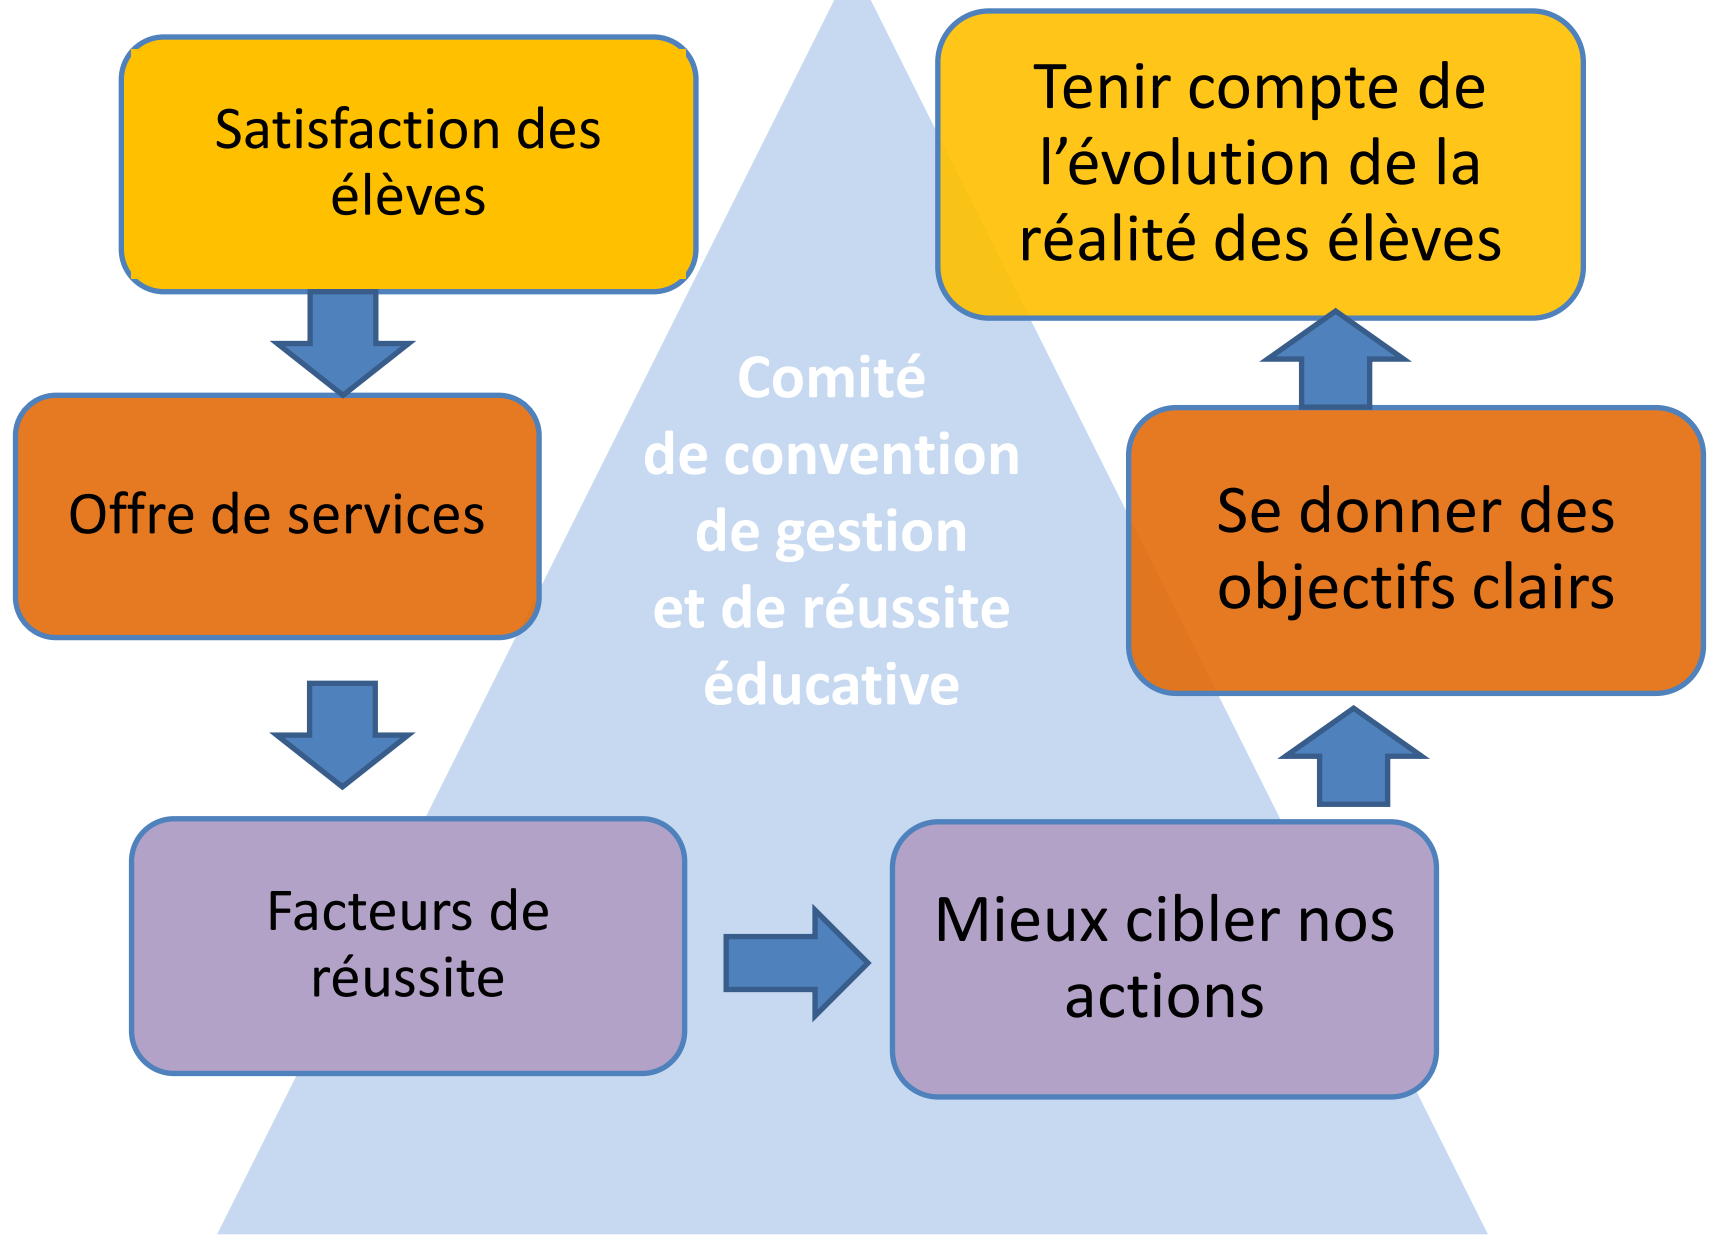 Satisfaction des
élèves
Offre de services
Facteurs de
réussite
Comité
de convention
de gestion
et de réussite
éducative
Mieux cibler nos
actions
Se donner des
objectifs clairs
Tenir compte de
l’évolution de la
réalité des élèves